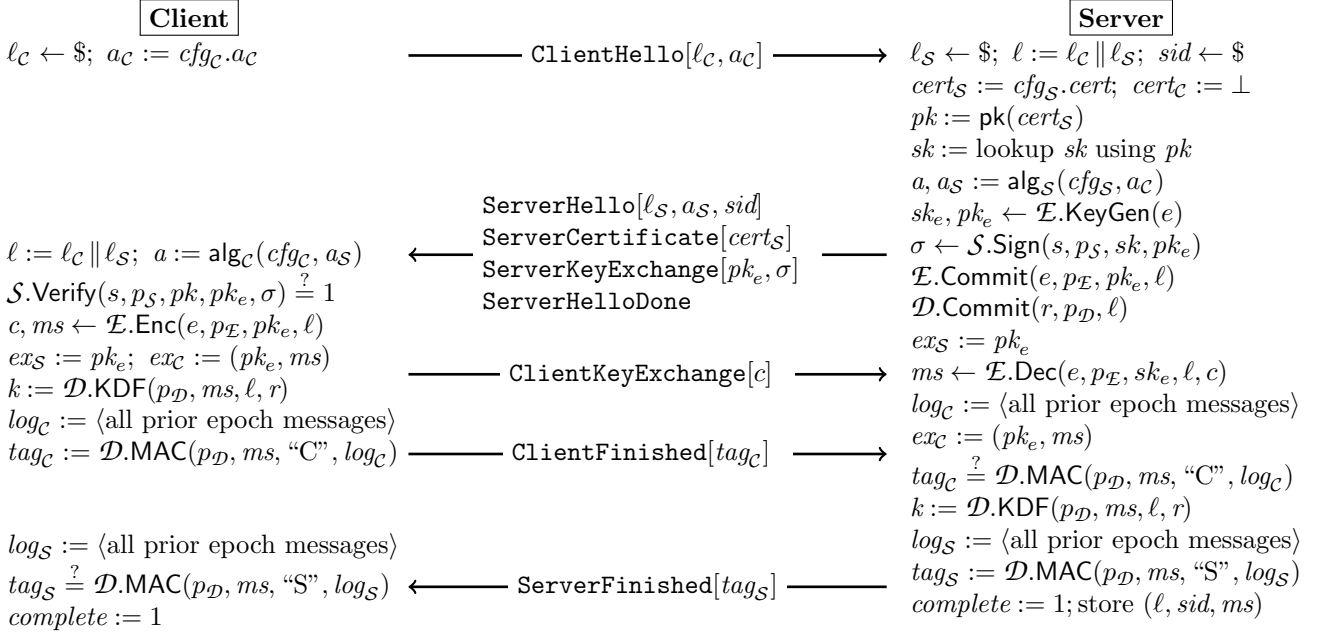 Client
Server
ℓ_𝒞 ← $; a_𝒞 := cfg_𝒞.a_𝒞
ClientHello[ℓ_𝒞, a_𝒞]
ℓ_𝒮 ← $; ℓ := ℓ_𝒞 ∥ ℓ_𝒮; sid ← $
cert_𝒮 := cfg_𝒮.cert; cert_𝒞 := ⊥
pk := pk(cert_𝒮)
sk := lookup sk using pk
a, a_𝒮 := alg_𝒮(cfg_𝒮, a_𝒞)
sk_e, pk_e ← ℰ.KeyGen(e)
σ ← 𝒮.Sign(s, p_𝒮, sk, pk_e)
ℰ.Commit(e, p_ℰ, pk_e, ℓ)
𝒟.Commit(r, p_𝒟, ℓ)
ex_𝒮 := pk_e
ServerHello[ℓ_𝒮, a_𝒮, sid]
ServerCertificate[cert_𝒮]
ServerKeyExchange[pk_e, σ]
ServerHelloDone
ℓ := ℓ_𝒞 ∥ ℓ_𝒮; a := alg_𝒞(cfg_𝒞, a_𝒮)
𝒮.Verify(s, p_𝒮, pk, pk_e, σ) ≟ 1
c, ms ← ℰ.Enc(e, p_ℰ, pk_e, ℓ)
ex_𝒮 := pk_e; ex_𝒞 := (pk_e, ms)
k := 𝒟.KDF(p_𝒟, ms, ℓ, r)
log_𝒞 := ⟨all prior epoch messages⟩
tag_𝒞 := 𝒟.MAC(p_𝒟, ms, “C”, log_𝒞)
ClientKeyExchange[c]
ClientFinished[tag_𝒞]
ms ← ℰ.Dec(e, p_ℰ, sk_e, ℓ, c)
log_𝒞 := ⟨all prior epoch messages⟩
ex_𝒞 := (pk_e, ms)
tag_𝒞 ≟ 𝒟.MAC(p_𝒟, ms, “C”, log_𝒞)
k := 𝒟.KDF(p_𝒟, ms, ℓ, r)
log_𝒮 := ⟨all prior epoch messages⟩
tag_𝒮 := 𝒟.MAC(p_𝒟, ms, “S”, log_𝒮)
complete := 1; store (ℓ, sid, ms)
ServerFinished[tag_𝒮]
log_𝒮 := ⟨all prior epoch messages⟩
tag_𝒮 ≟ 𝒟.MAC(p_𝒟, ms, “S”, log_𝒮)
complete := 1